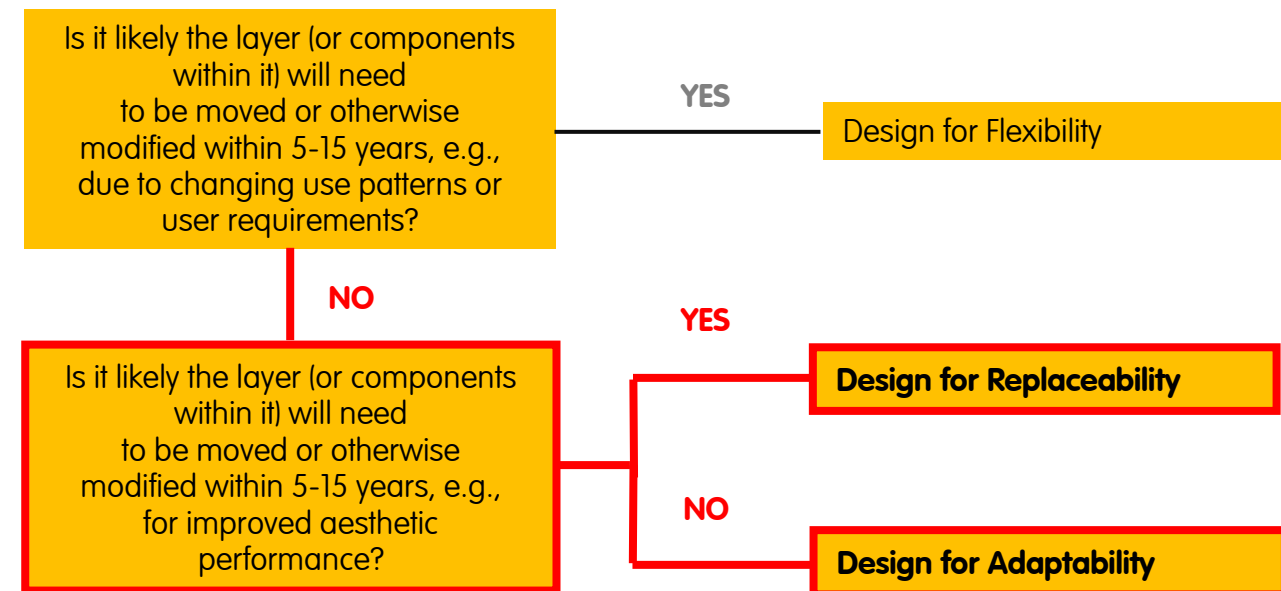 Is it likely the layer (or components
within it) will need
to be moved or otherwise
modified within 5-15 years, e.g.,
due to changing use patterns or
user requirements?
YES
Design for Flexibility
NO
Is it likely the layer (or components
within it) will need
to be moved or otherwise
modified within 5-15 years, e.g.,
for improved aesthetic
performance?
YES
Design for Replaceability
NO
Design for Adaptability